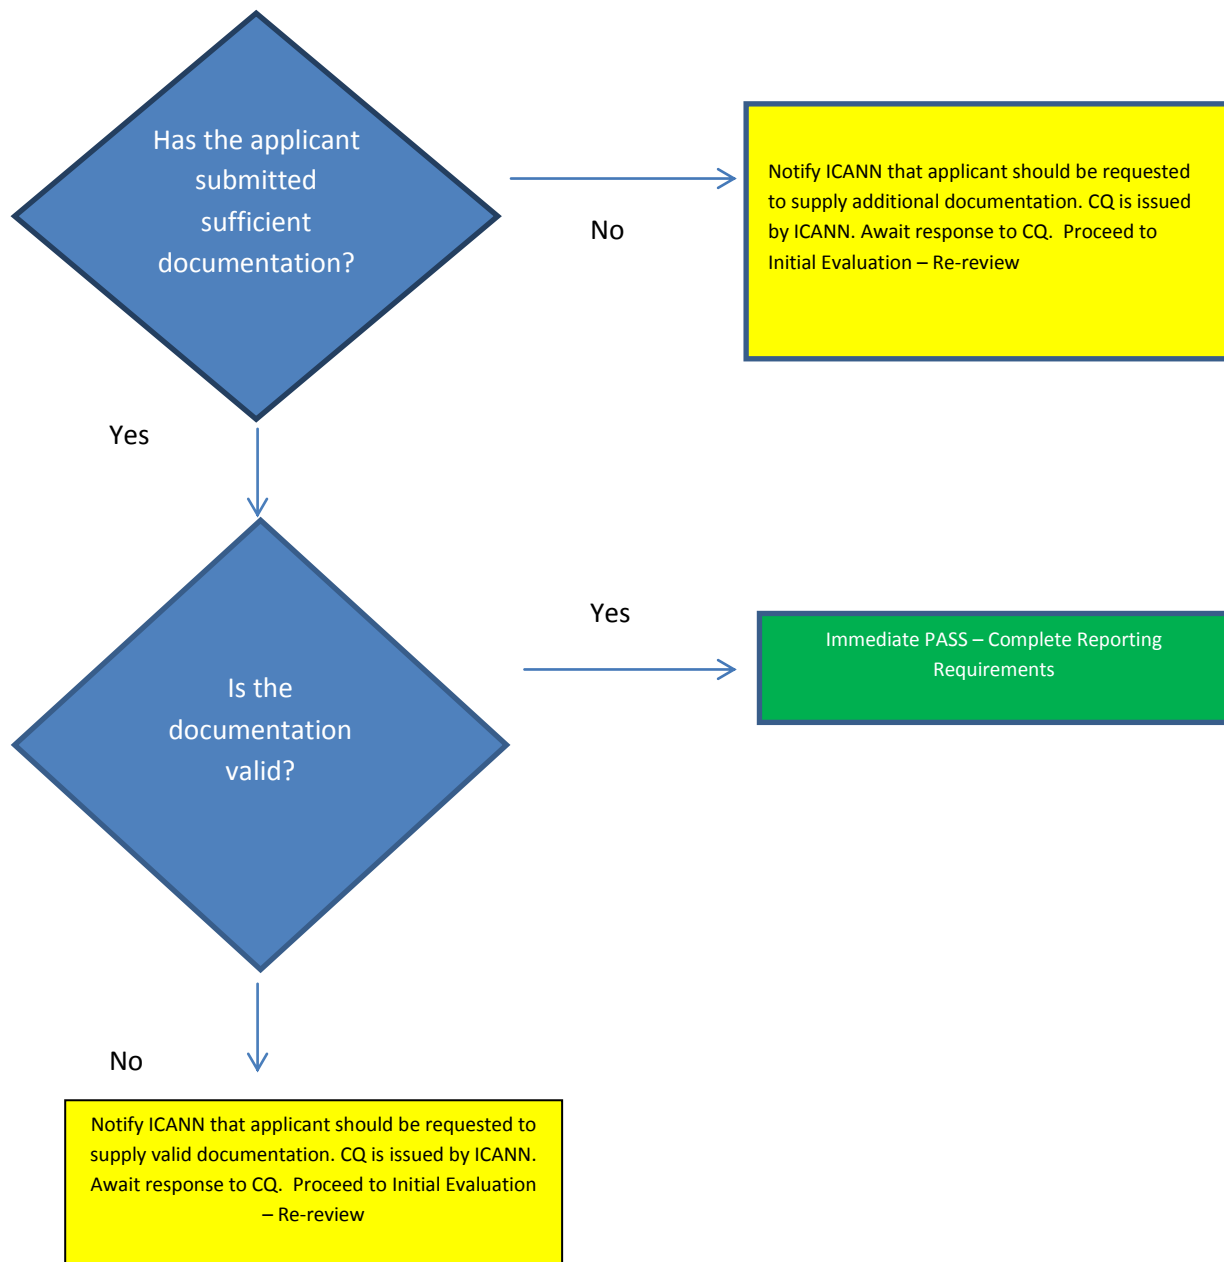 Has the applicant
submitted
sufficient
documentation?
No
Notify ICANN that applicant should be requested
to supply additional documentation. CQ is issued
by ICANN. Await response to CQ.  Proceed to
Initial Evaluation – Re-review
Yes
Is the
documentation
valid?
Yes
Immediate PASS – Complete Reporting
Requirements
No
Notify ICANN that applicant should be requested to
supply valid documentation. CQ is issued by ICANN.
Await response to CQ.  Proceed to Initial Evaluation
– Re-review